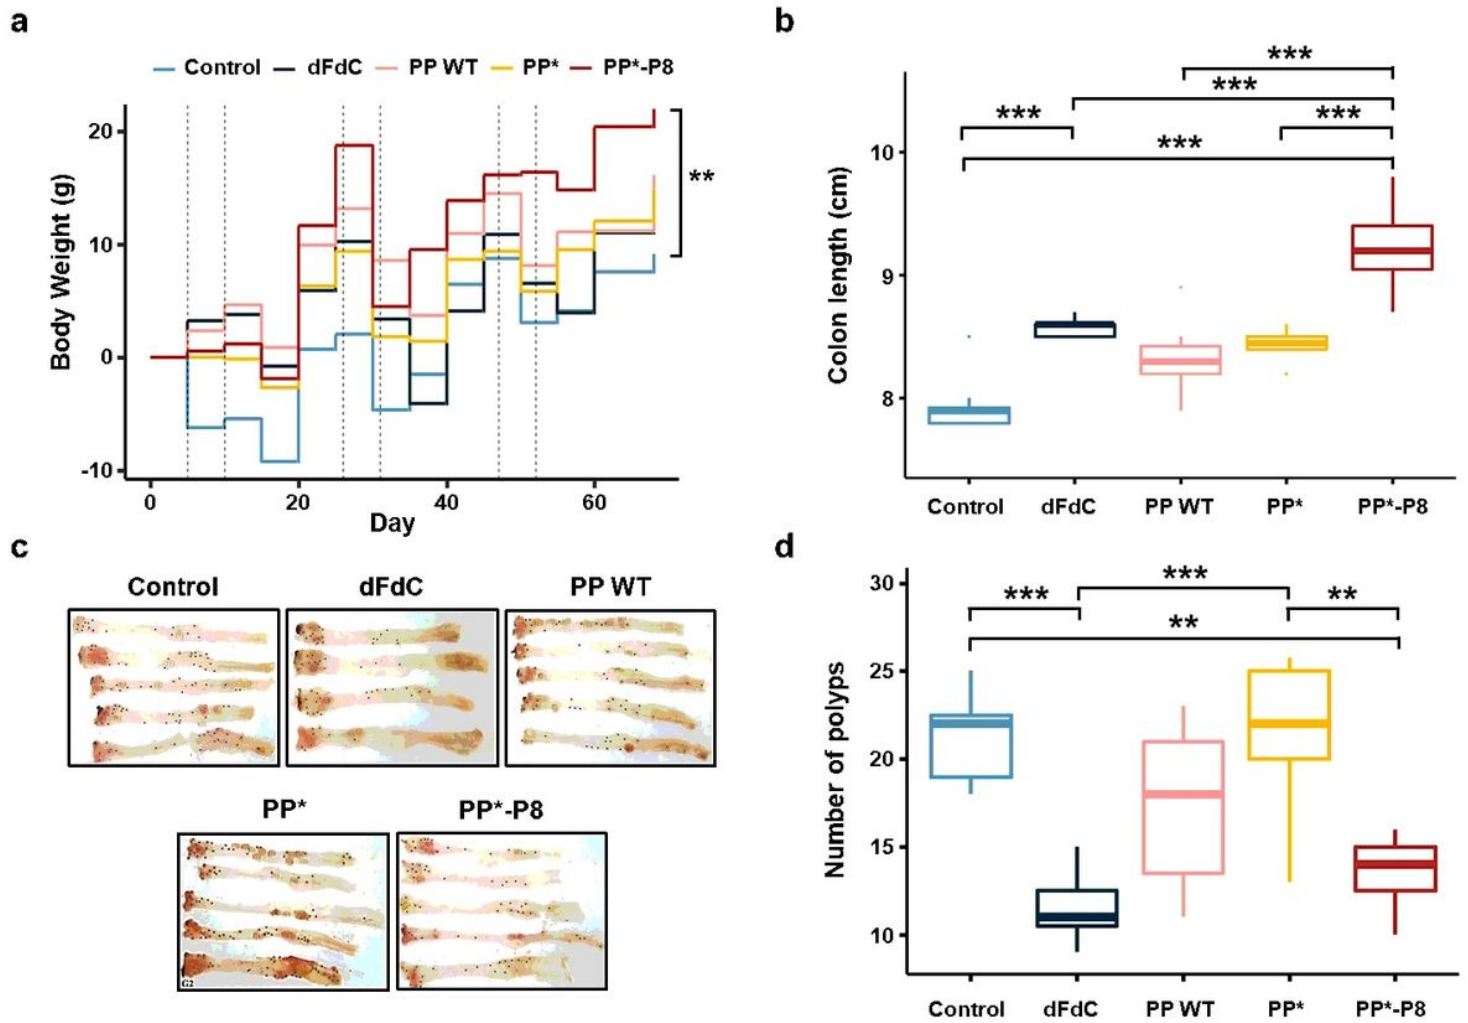 a
Control dFdC PP WT PP* PP*-P8
Body Weight (g)
20
10
0
-10
**
0 20 40 60
Day
b
***
***
*** ***
***
Colon length (cm)
10
9
8
Control dFdC PP WT PP* PP*-P8
c
Control dFdC PP WT
PP* PP*-P8
G2
d
***
*** **
**
Number of polyps
30
25
20
15
10
Control dFdC PP WT PP* PP*-P8